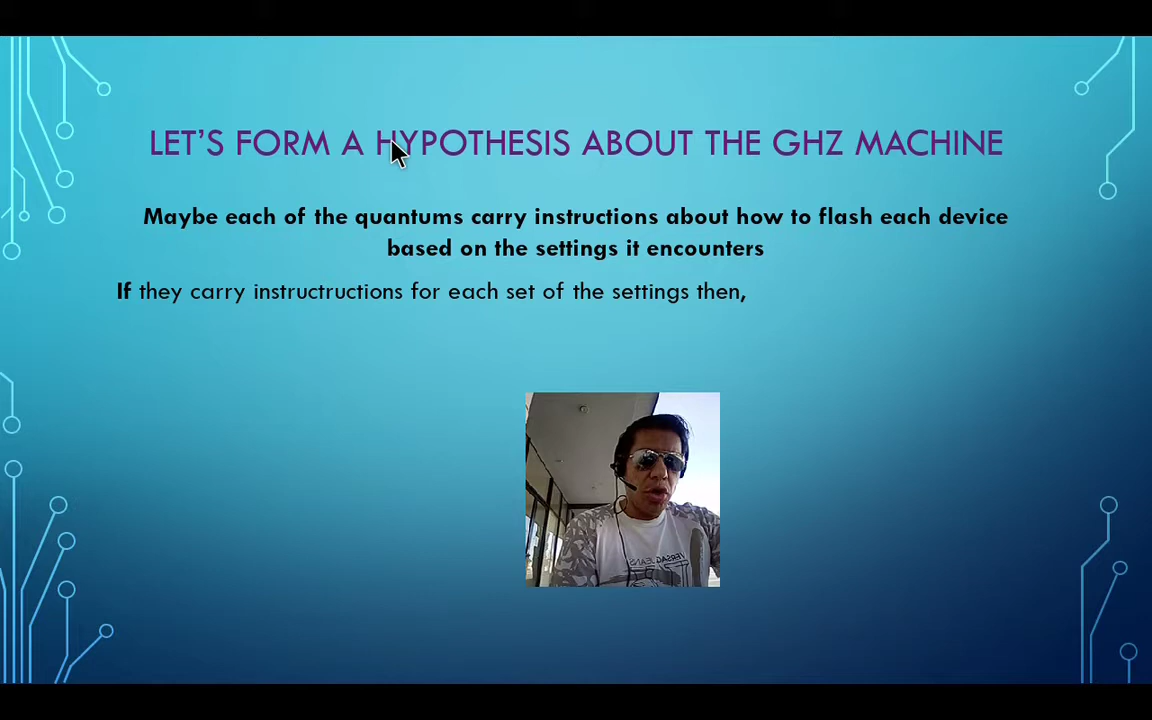 LET'S FORM A HYPOTHESIS ABOUT THE GHZ MACHINE
Maybe each of the quantums carry instructions about how to flash each device
based on the settings it encounters
If they carry instructructions for each set of the settings then,